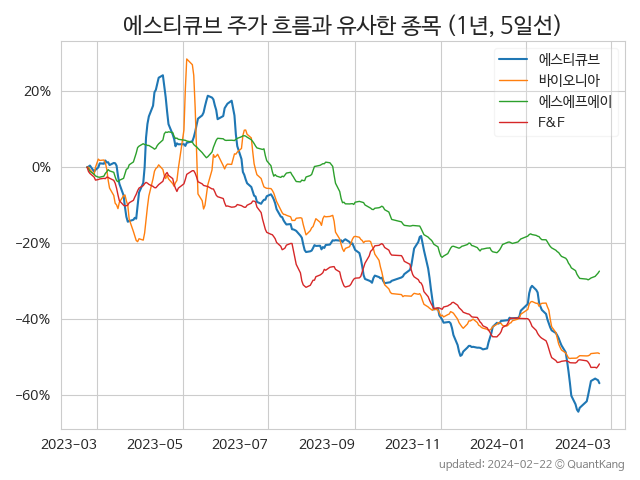 에스티큐브 주가 흐름과 유사한 종목 (1년, 5일선)
에스티큐브
바이오니아
에스에프에이
F&F
20%
0%
−20%
−40%
−60%
2023-03
2023-05
2023-07
2023-09
2023-11
2024-01
2024-03
updated: 2024-02-22 © QuantKang